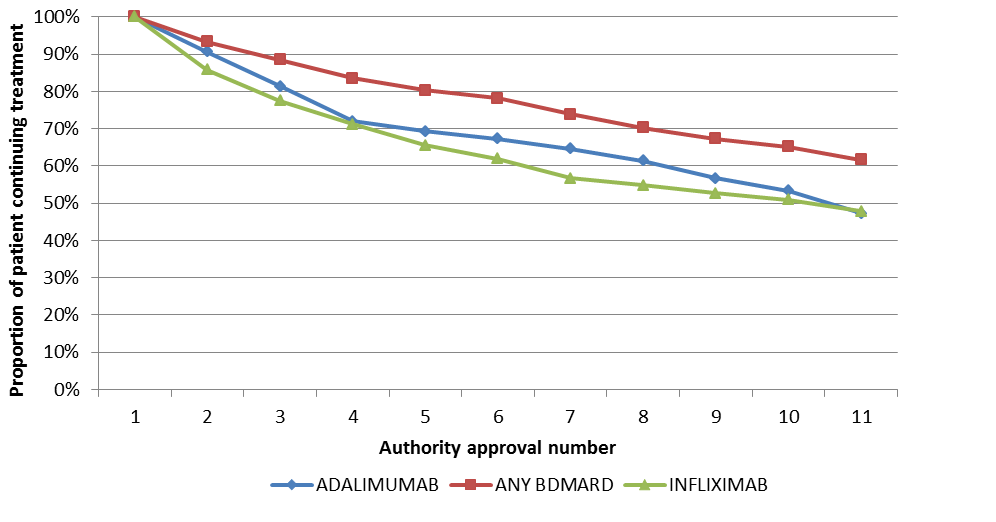 Proportion of patient continuing treatment
100%
90%
80%
70%
60%
50%
40%
30%
20%
10%
0%
1 2 3 4 5 6 7 8 9 10 11
Authority approval number
ADALIMUMAB ANY BDMARD INFLIXIMAB